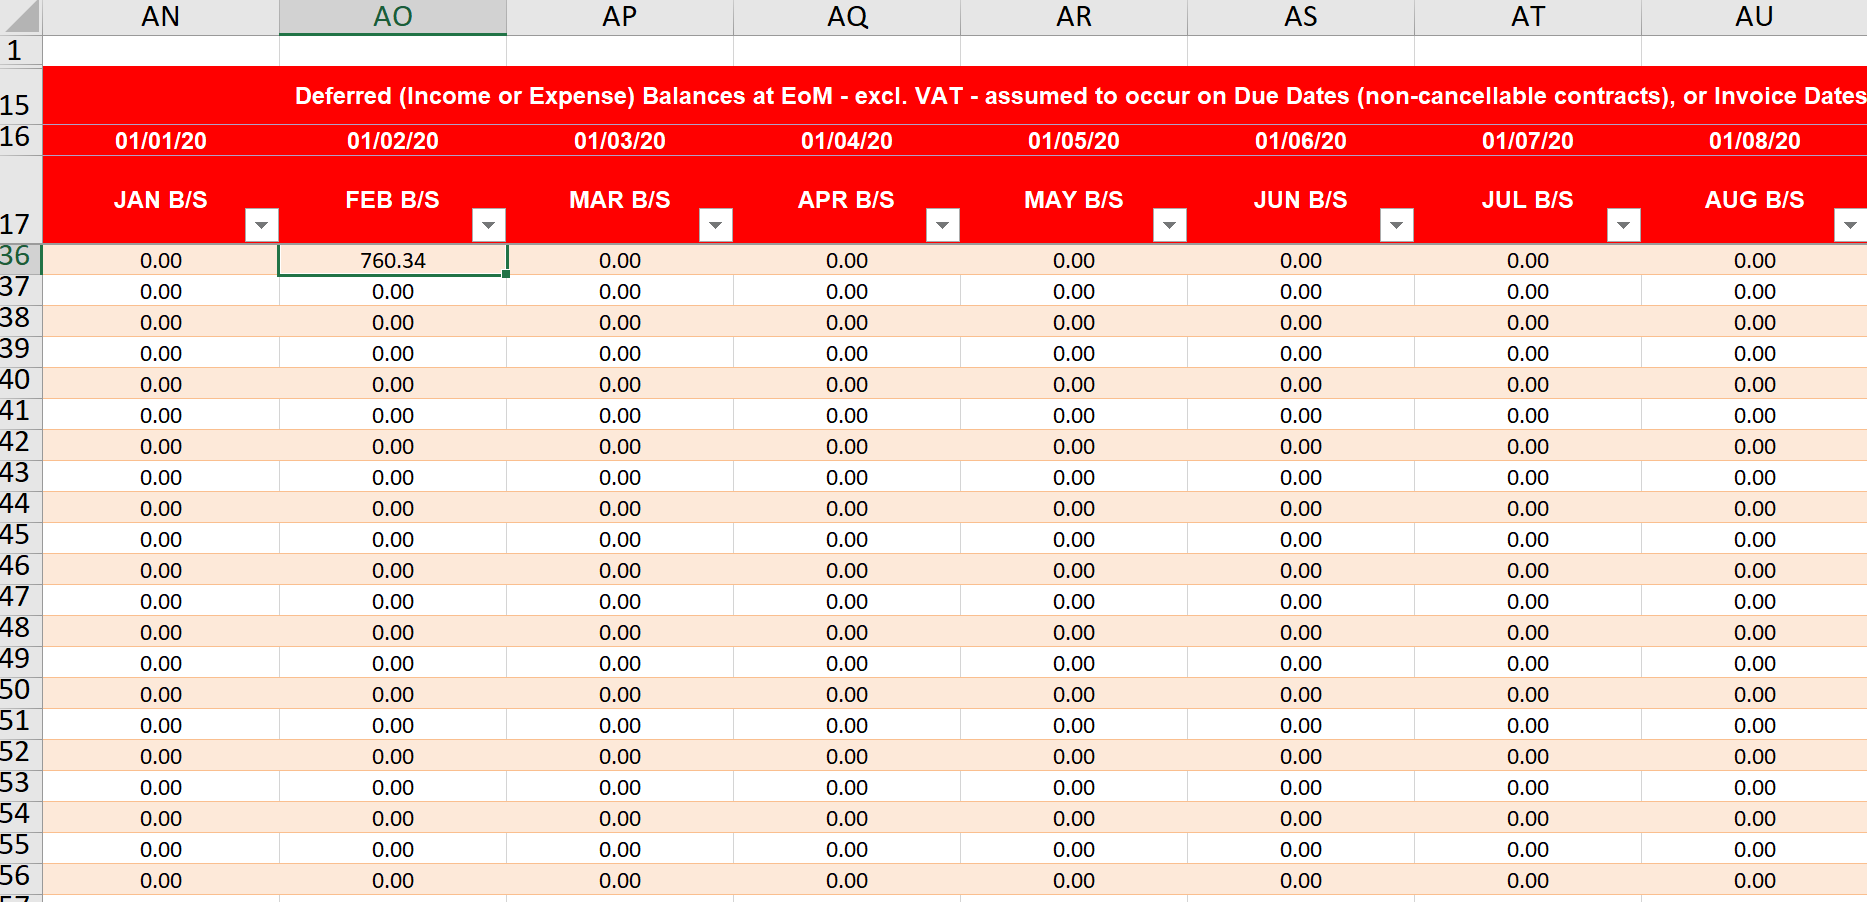 AN AO AP AQ AR AS AT AU
1
15 Deferred (Income or Expense) Balances at EoM - excl. VAT - assumed to occur on Due Dates (non-cancellable contracts), or Invoice Dates
16 01/01/20 01/02/20 01/03/20 01/04/20 01/05/20 01/06/20 01/07/20 01/08/20
17 JAN B/S FEB B/S MAR B/S APR B/S MAY B/S JUN B/S JUL B/S AUG B/S
36 0.00 760.34 0.00 0.00 0.00 0.00 0.00 0.00
37 0.00 0.00 0.00 0.00 0.00 0.00 0.00 0.00
38 0.00 0.00 0.00 0.00 0.00 0.00 0.00 0.00
39 0.00 0.00 0.00 0.00 0.00 0.00 0.00 0.00
40 0.00 0.00 0.00 0.00 0.00 0.00 0.00 0.00
41 0.00 0.00 0.00 0.00 0.00 0.00 0.00 0.00
42 0.00 0.00 0.00 0.00 0.00 0.00 0.00 0.00
43 0.00 0.00 0.00 0.00 0.00 0.00 0.00 0.00
44 0.00 0.00 0.00 0.00 0.00 0.00 0.00 0.00
45 0.00 0.00 0.00 0.00 0.00 0.00 0.00 0.00
46 0.00 0.00 0.00 0.00 0.00 0.00 0.00 0.00
47 0.00 0.00 0.00 0.00 0.00 0.00 0.00 0.00
48 0.00 0.00 0.00 0.00 0.00 0.00 0.00 0.00
49 0.00 0.00 0.00 0.00 0.00 0.00 0.00 0.00
50 0.00 0.00 0.00 0.00 0.00 0.00 0.00 0.00
51 0.00 0.00 0.00 0.00 0.00 0.00 0.00 0.00
52 0.00 0.00 0.00 0.00 0.00 0.00 0.00 0.00
53 0.00 0.00 0.00 0.00 0.00 0.00 0.00 0.00
54 0.00 0.00 0.00 0.00 0.00 0.00 0.00 0.00
55 0.00 0.00 0.00 0.00 0.00 0.00 0.00 0.00
56 0.00 0.00 0.00 0.00 0.00 0.00 0.00 0.00